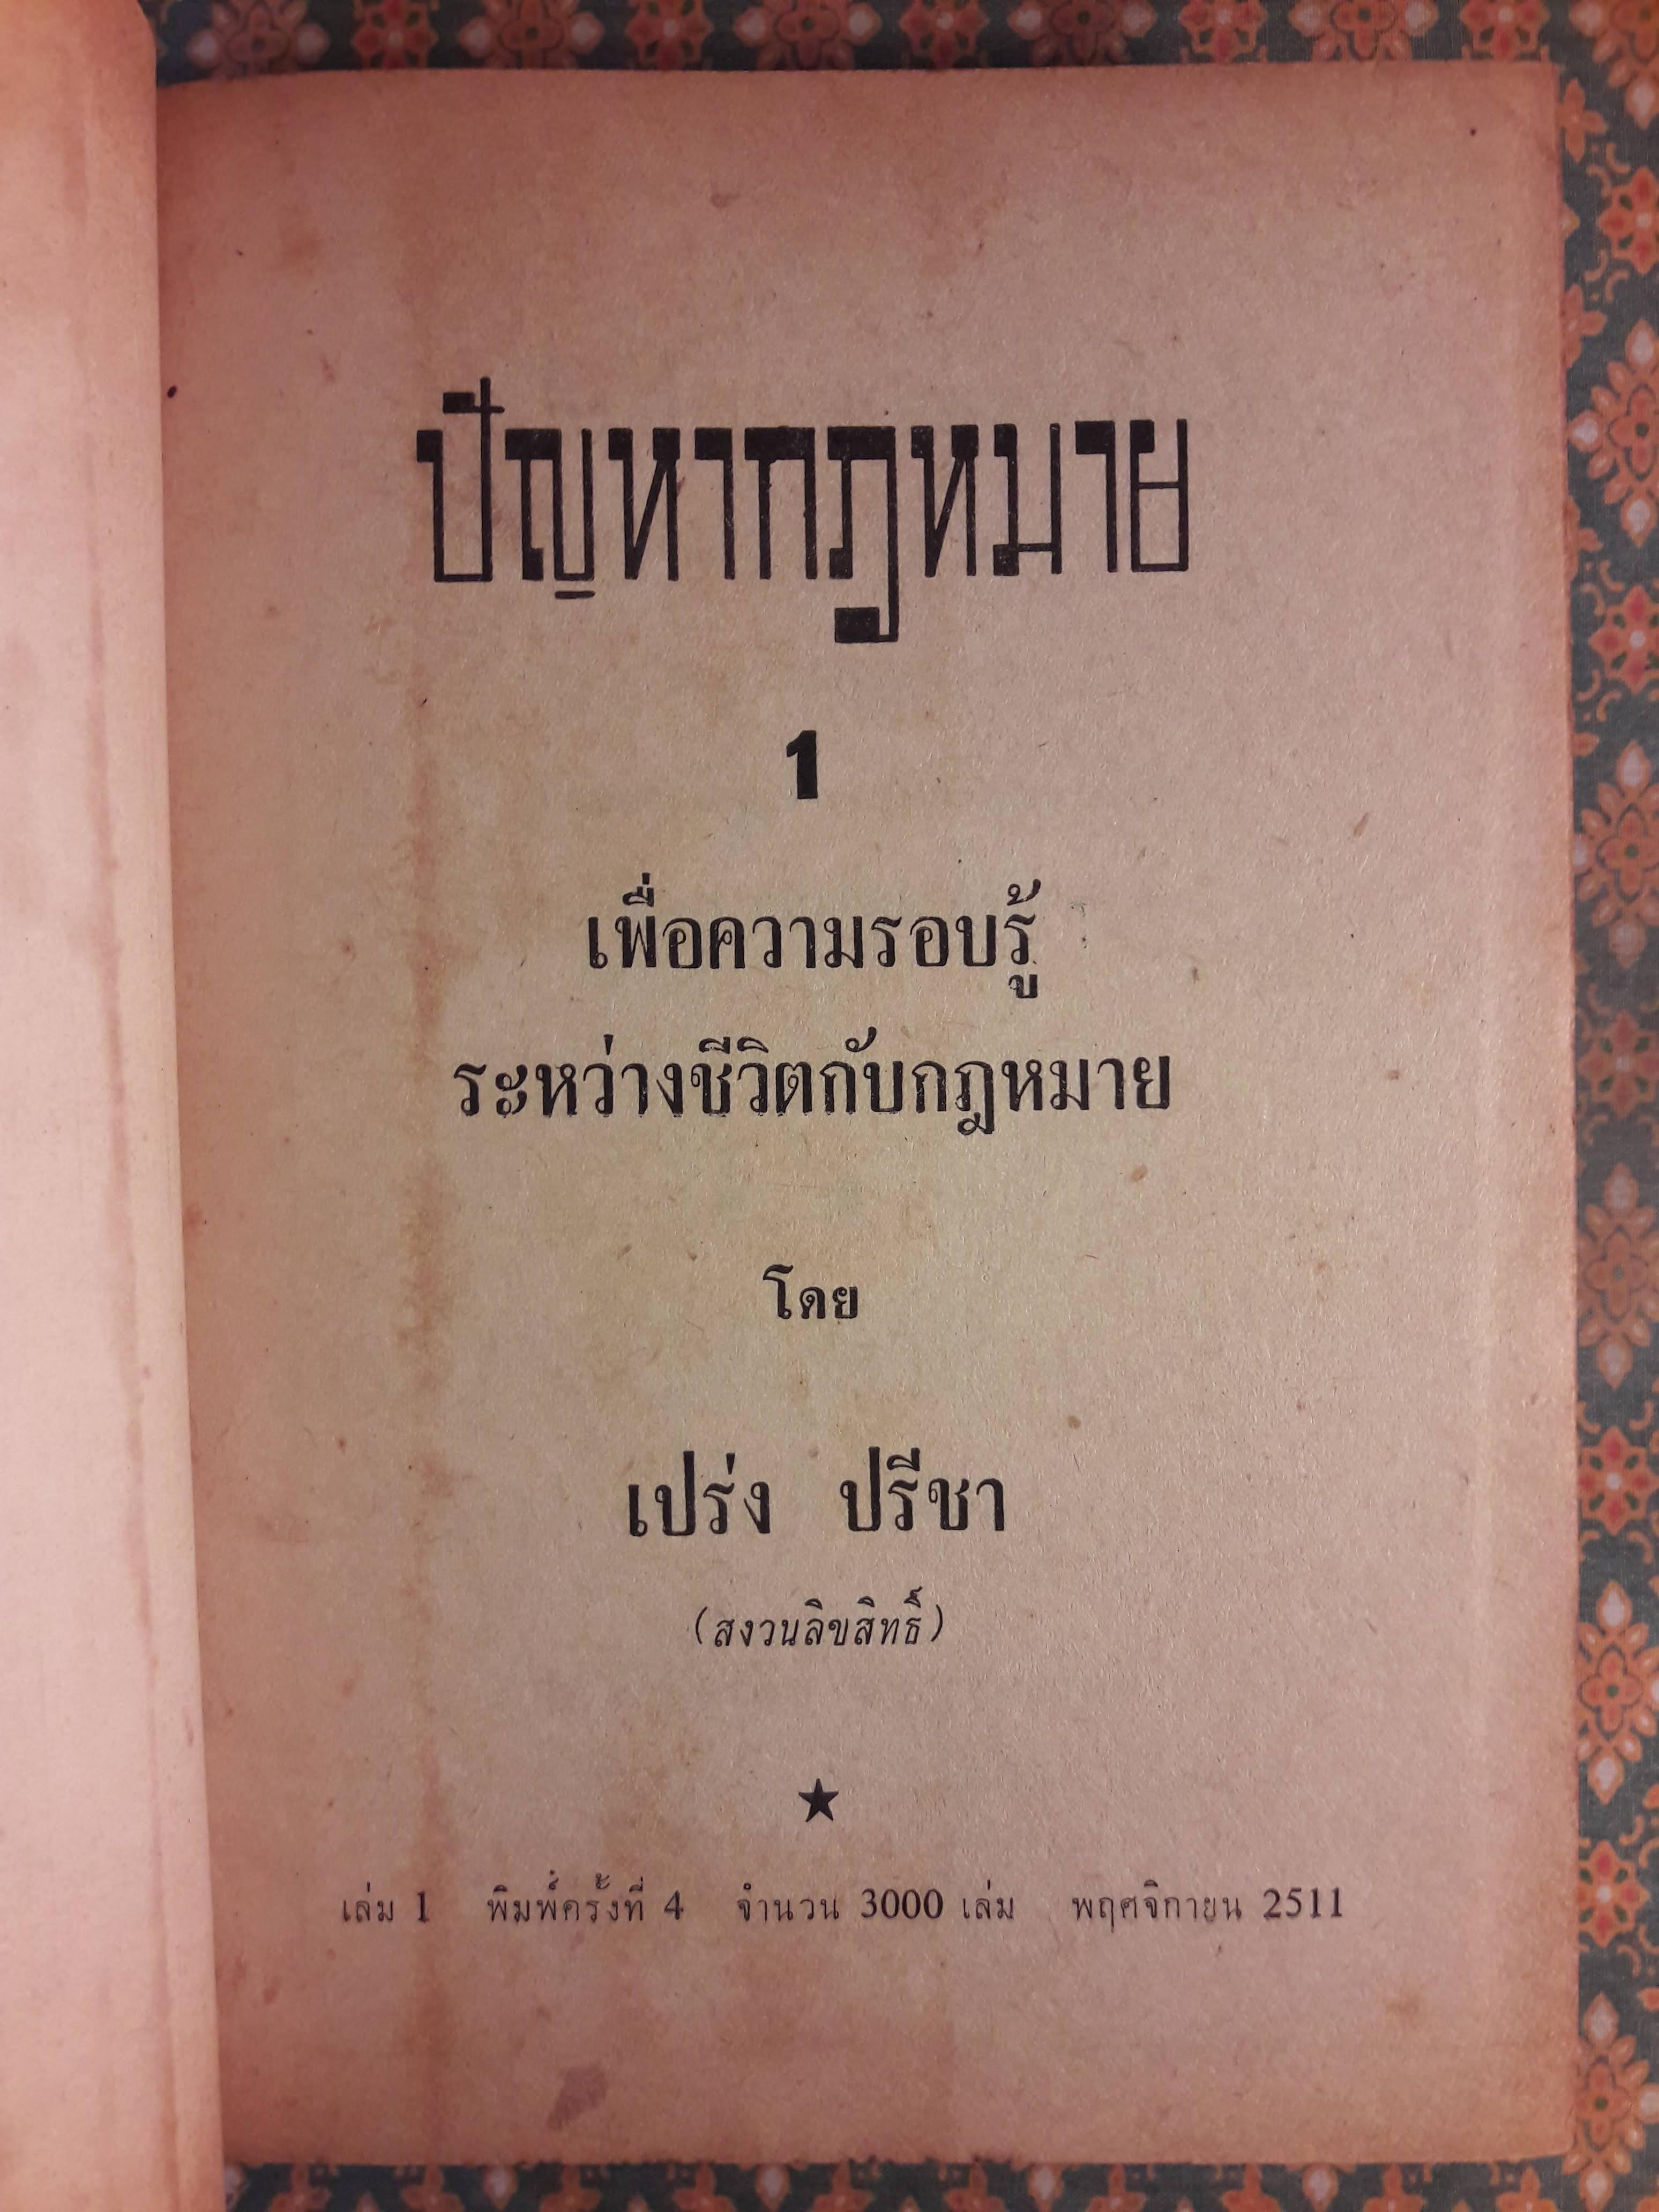 ปัญหากฎหมาย
1
เพื่อความรอบรู้
ระหว่างชีวิตกับกฎหมาย
โดย
เปร่ง ปรีชา
(สงวนลิขสิทธิ์)
เล่ม 1 พิมพ์ครั้งที่ 4 จำนวน 3000 เล่ม พฤศจิกายน 2511